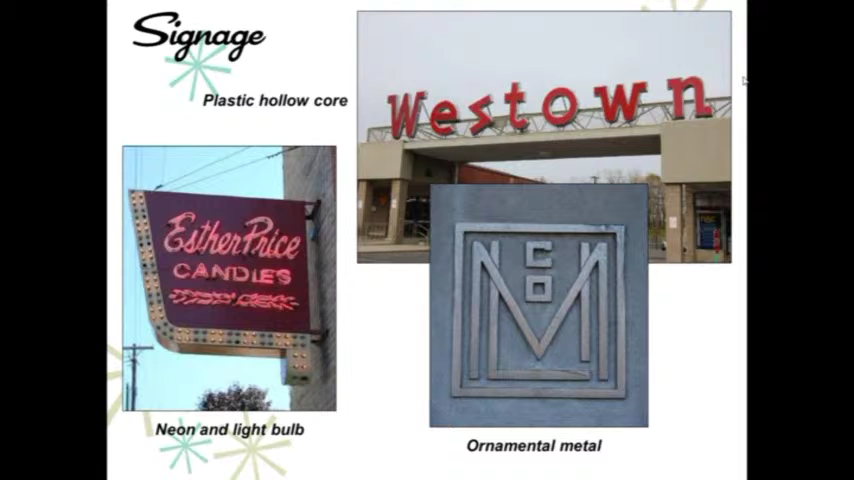 Signage
Plastic hollow core
Westown
Esther Price
CANDIES
CO
M
Neon and light bulb
Ornamental metal